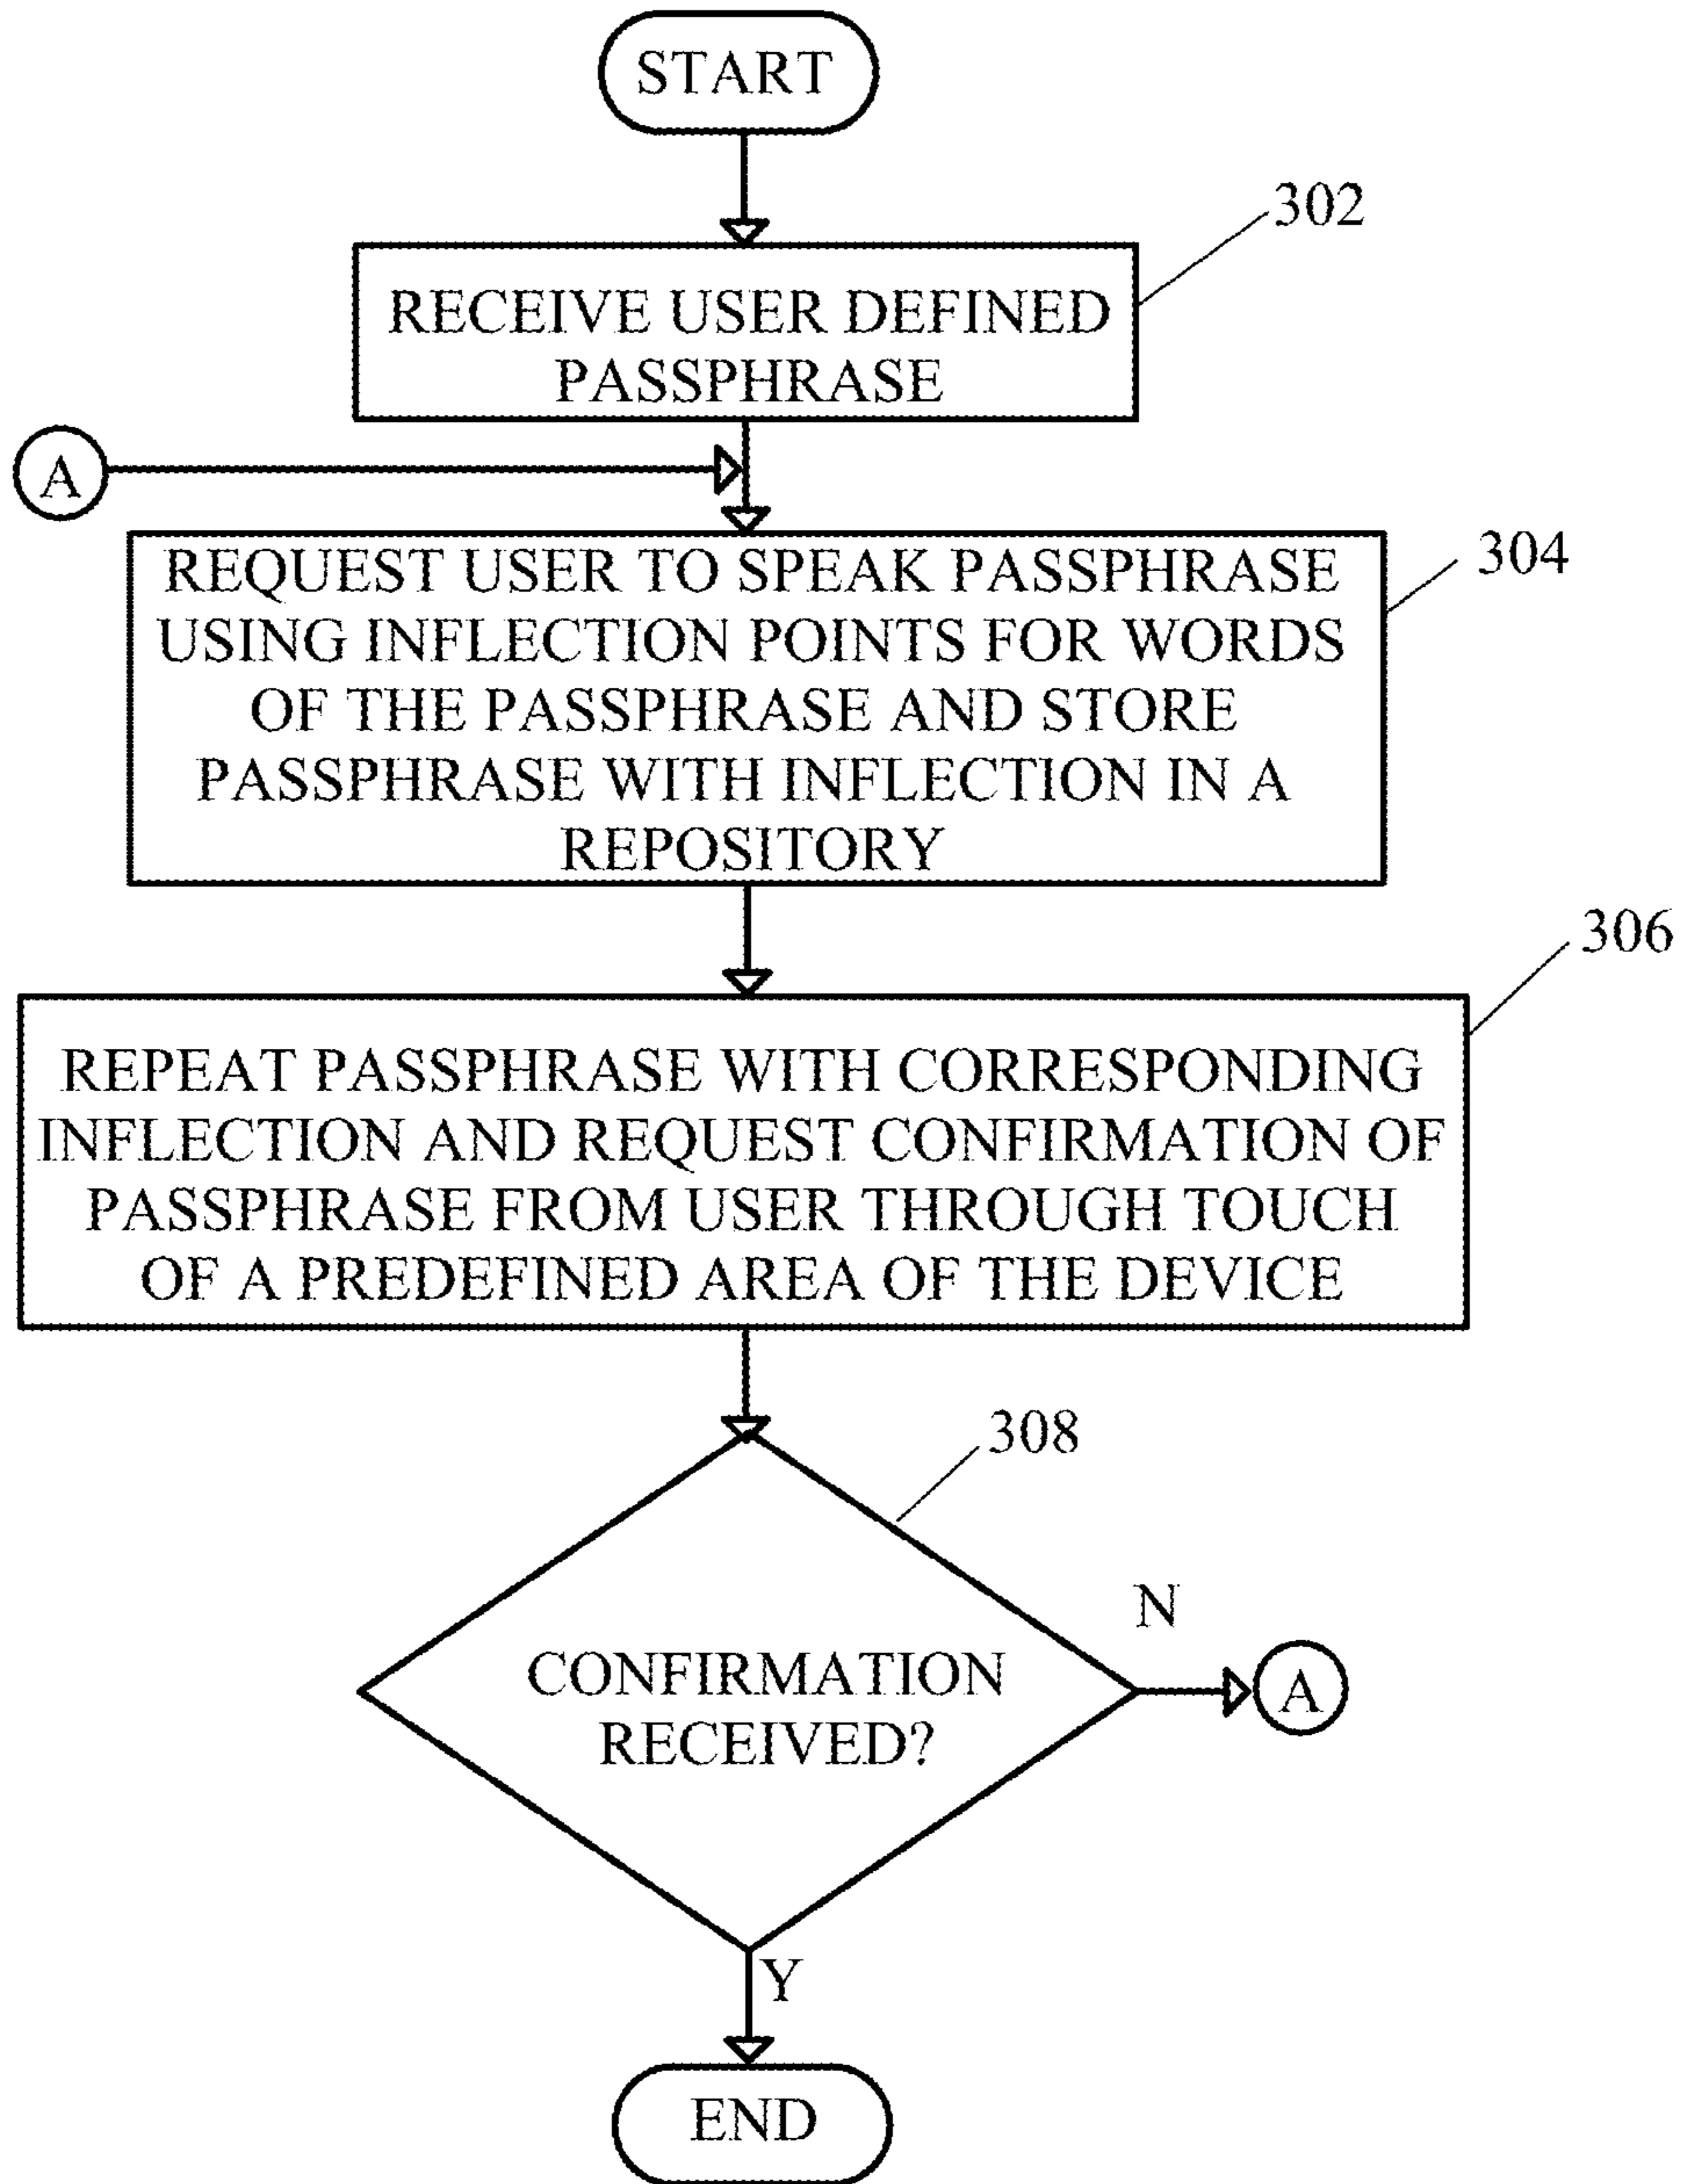 START
302
RECEIVE USER DEFINED
PASSPHRASE
A
304
REQUEST USER TO SPEAK PASSPHRASE
USING INFLECTION POINTS FOR WORDS
OF THE PASSPHRASE AND STORE
PASSPHRASE WITH INFLECTION IN A
REPOSITORY
306
REPEAT PASSPHRASE WITH CORRESPONDING
INFLECTION AND REQUEST CONFIRMATION OF
PASSPHRASE FROM USER THROUGH TOUCH
OF A PREDEFINED AREA OF THE DEVICE
308
CONFIRMATION
RECEIVED?
N
A
Y
END